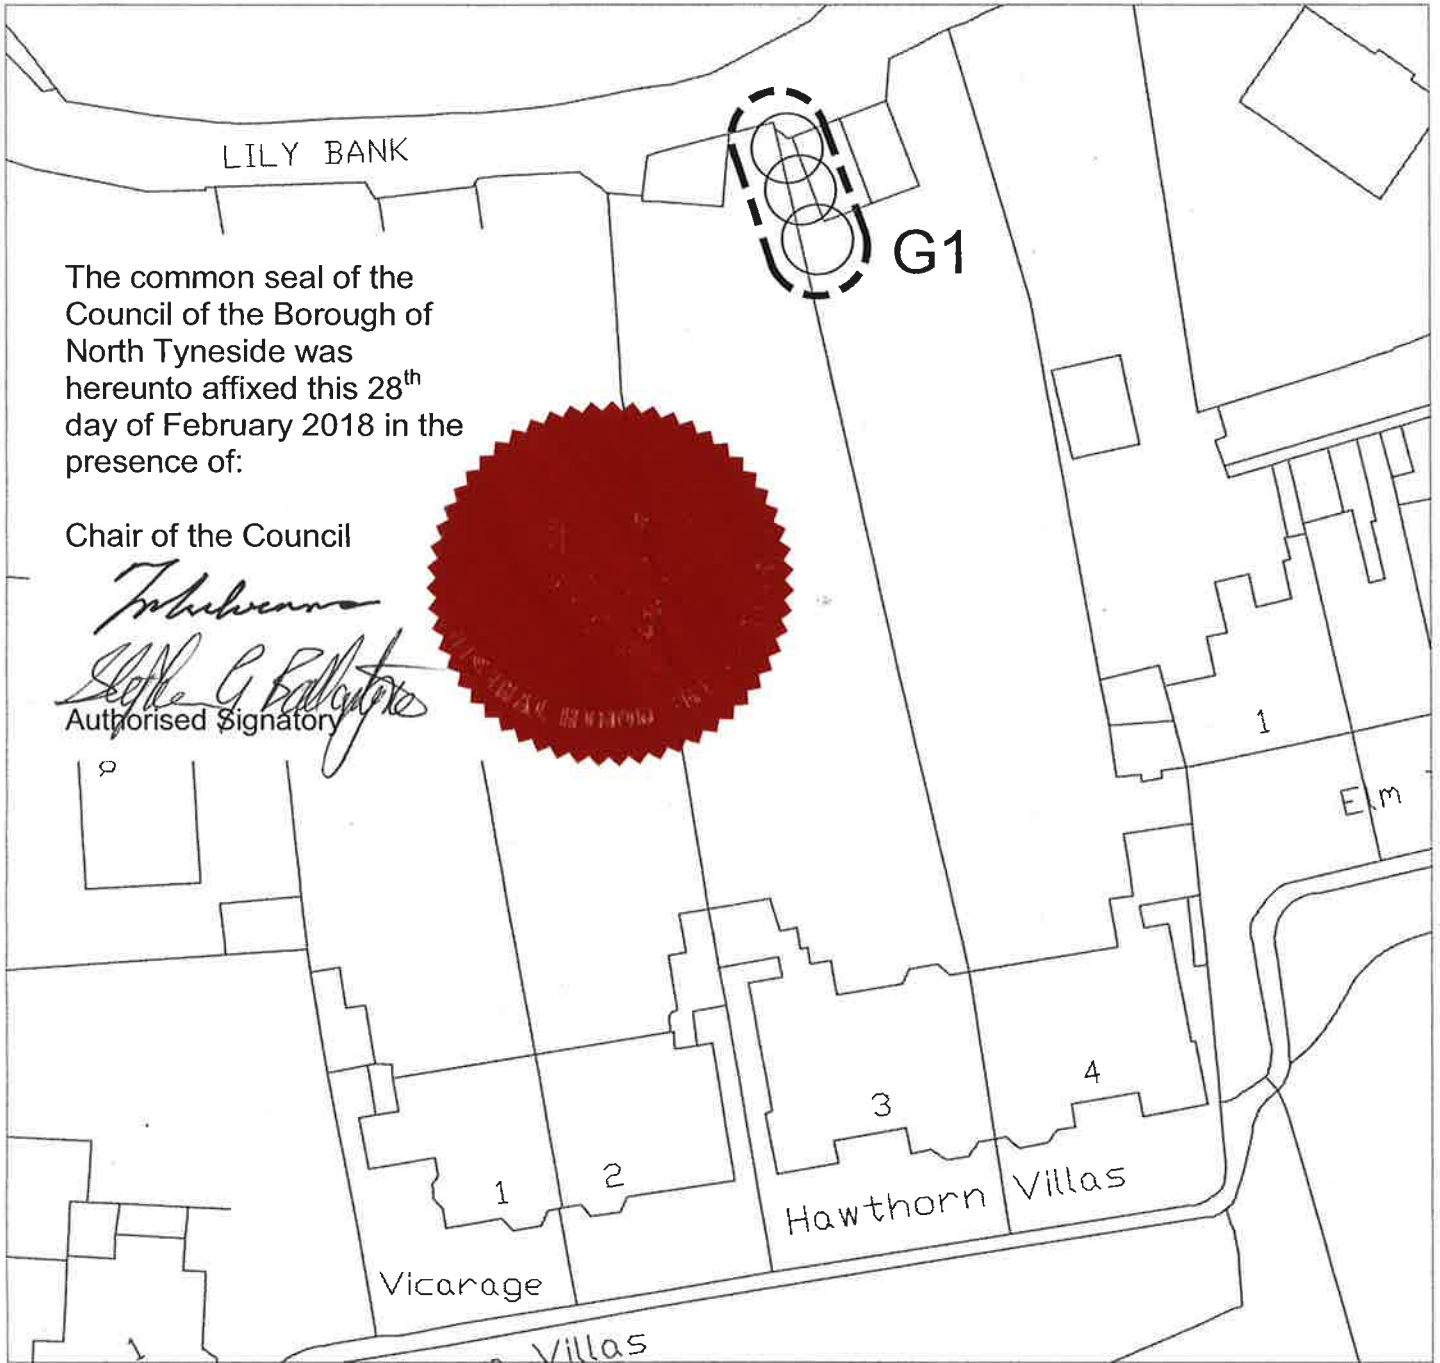 LILY BANK
G1
The common seal of the
Council of the Borough of
North Tyneside was
hereunto affixed this 28th
day of February 2018 in the
presence of:
Chair of the Council
Stephen G Ballantyne
Authorised Signatory
1
Elm
4
3
2
1
Hawthorn Villas
Vicarage
1
Villas